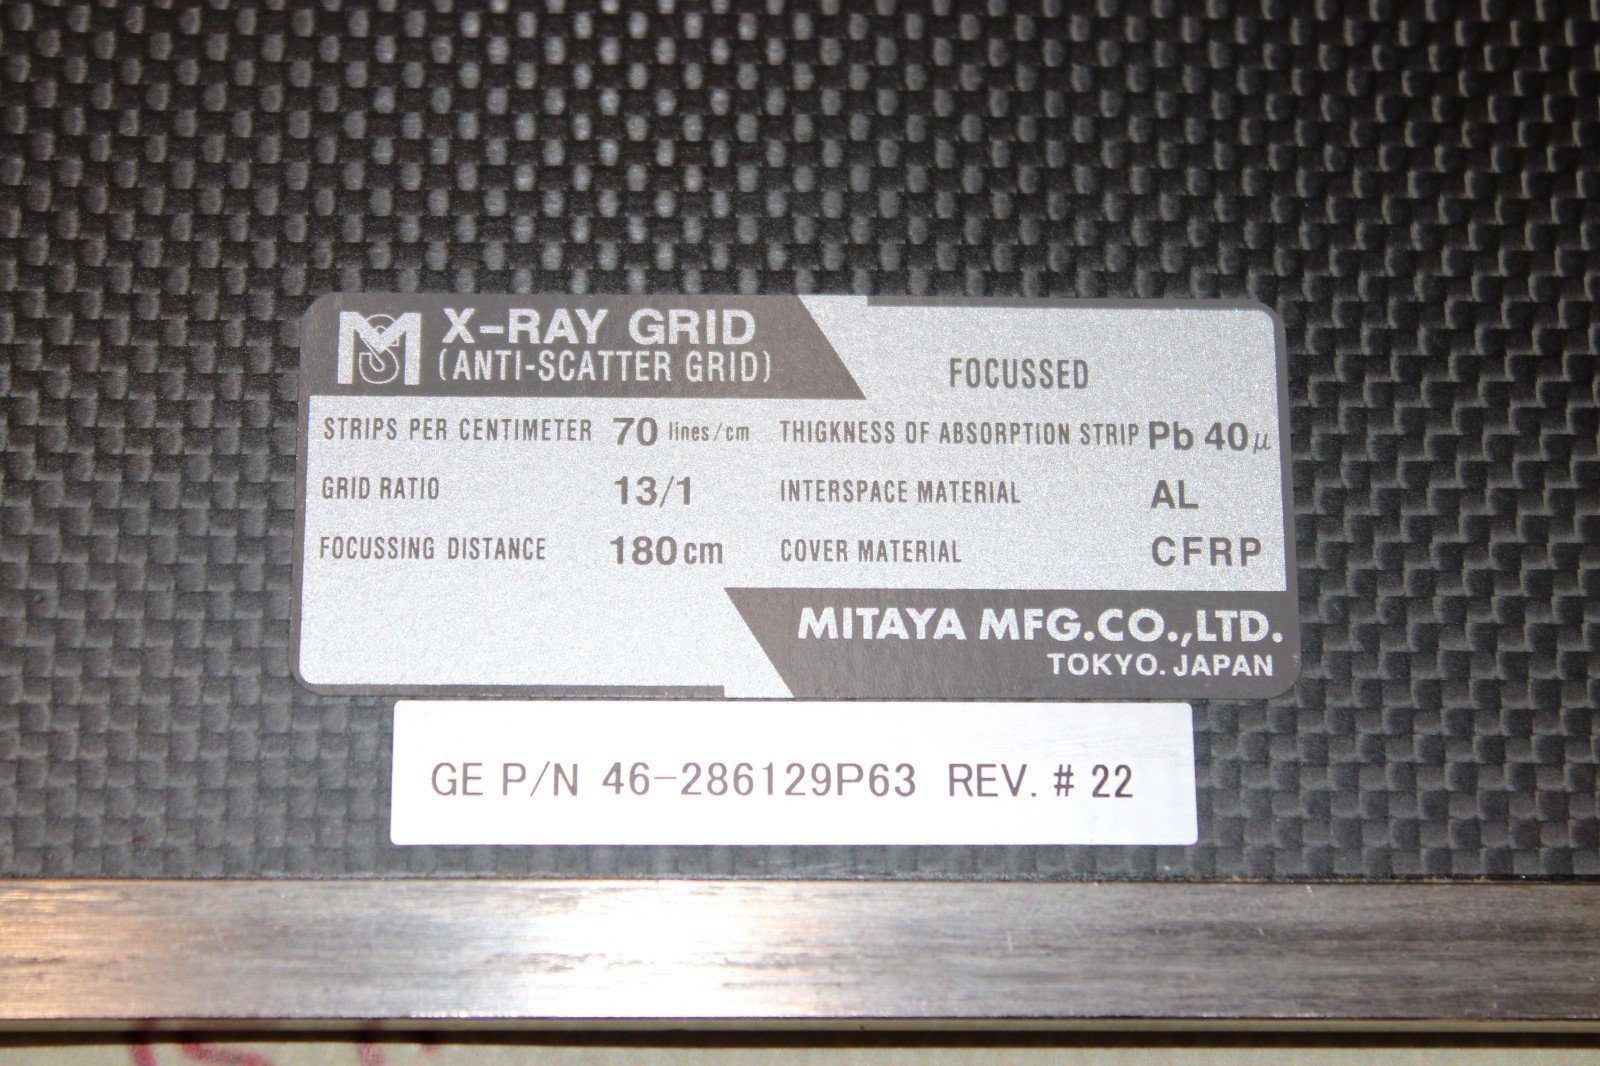 X-RAY GRID
(ANTI-SCATTER GRID)
FOCUSSED
STRIPS PER CENTIMETER 70 lines/cm THIGKNESS OF ABSORPTION STRIP Pb 40μ
GRID RATIO 13/1 INTERSPACE MATERIAL AL
FOCUSSING DISTANCE 180cm COVER MATERIAL CFRP
MITAYA MFG.CO.,LTD.
TOKYO. JAPAN
GE P/N 46-286129P63 REV. # 22